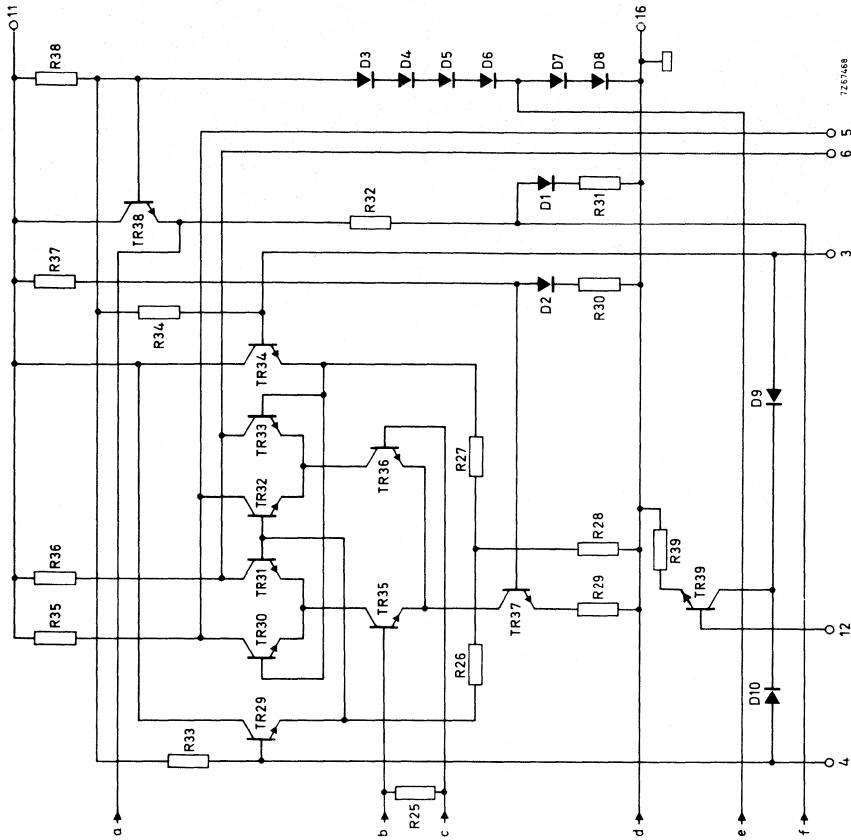 11
16
R38
D3
D4
D5
D6
D7
D8
7Z67468
5
6
TR38
R32
D1
R31
R37
R34
3
D2
R30
TR34
TR33
TR32
TR31
TR30
TR29
R36
R35
R33
TR36
TR35
R27
R26
R28
R29
TR37
R39
TR39
D9
D10
12
4
R25
a
b
c
d
e
f